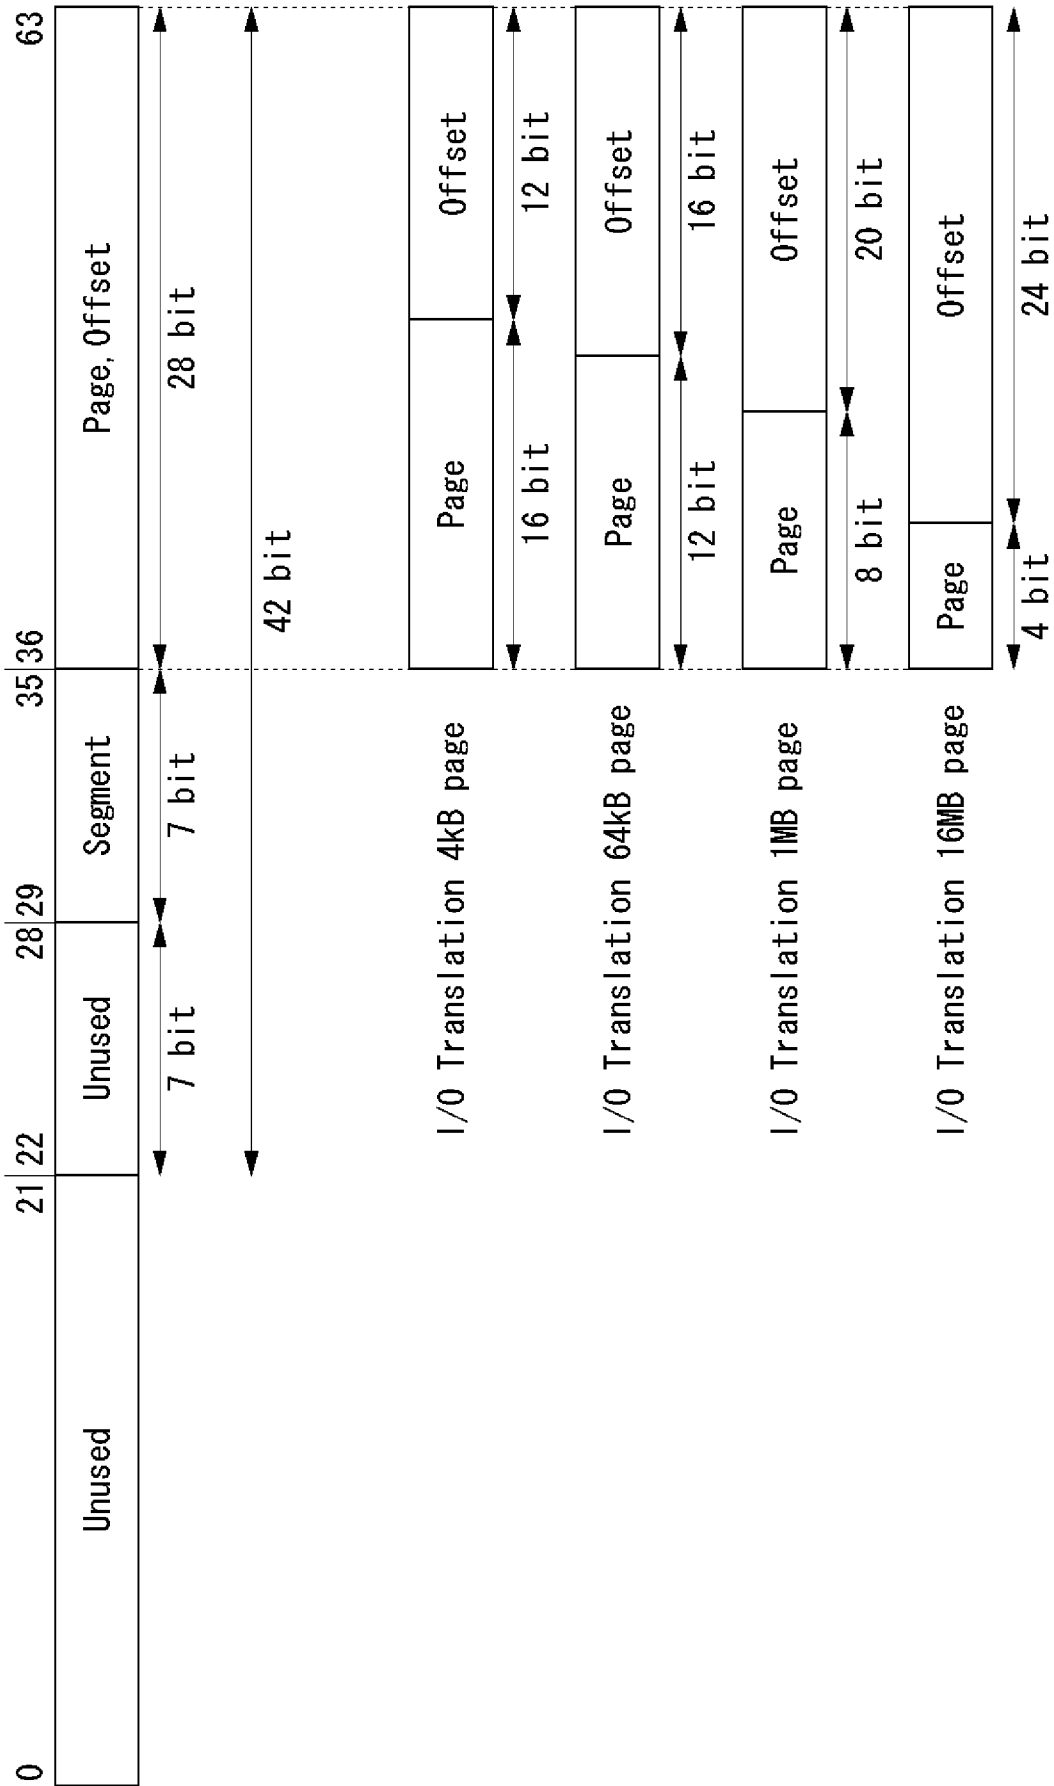 0 21 22 28 29 35 36 63
Unused Unused Segment Page, Offset
7 bit 7 bit 28 bit
42 bit
I/O Translation 4kB page Page Offset
16 bit 12 bit
I/O Translation 64kB page Page Offset
12 bit 16 bit
I/O Translation 1MB page Page Offset
8 bit 20 bit
I/O Translation 16MB page Page Offset
4 bit 24 bit